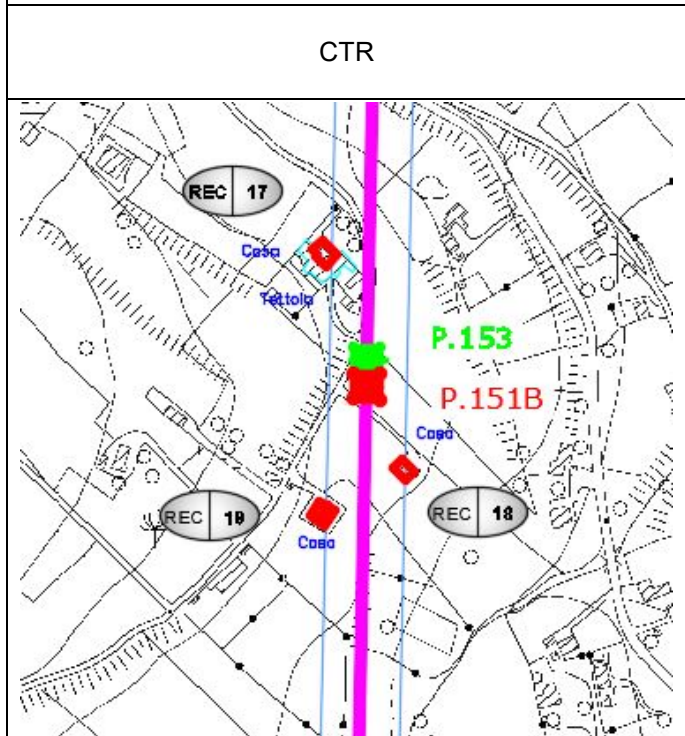 CTR
REC 17
Casa
Tettoia
P.153
P.151B
Casa
REC 19
REC 18
Casa